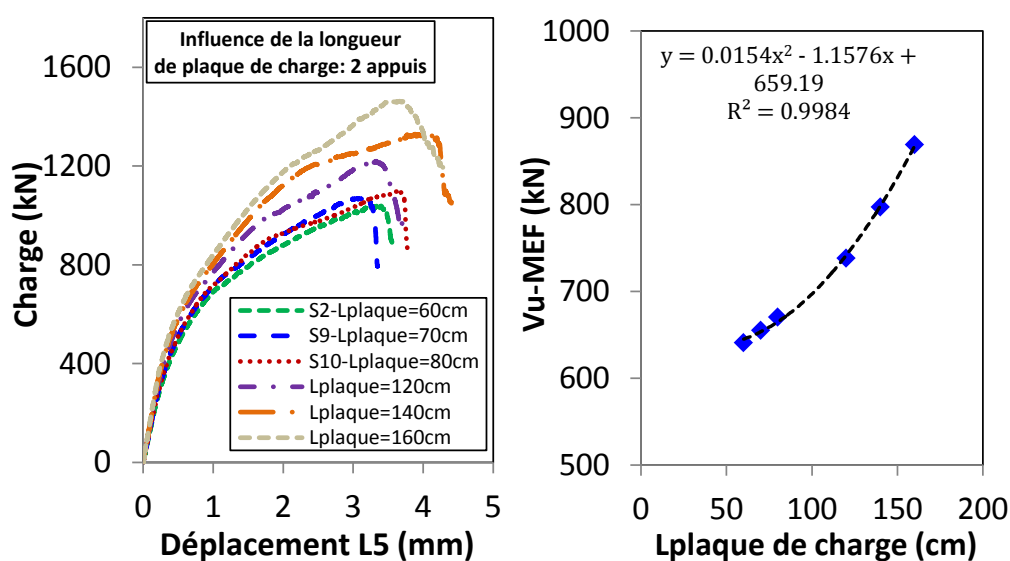 Influence de la longueur
de plaque de charge: 2 appuis
Charge (kN)
1600
1200
800
400
0
0 1 2 3 4 5
Déplacement L5 (mm)
S2-Lplaque=60cm
S9-Lplaque=70cm
S10-Lplaque=80cm
Lplaque=120cm
Lplaque=140cm
Lplaque=160cm
y = 0.0154x² - 1.1576x +
659.19
R² = 0.9984
Vu-MEF (kN)
1000
900
800
700
600
500
0 50 100 150 200
Lplaque de charge (cm)